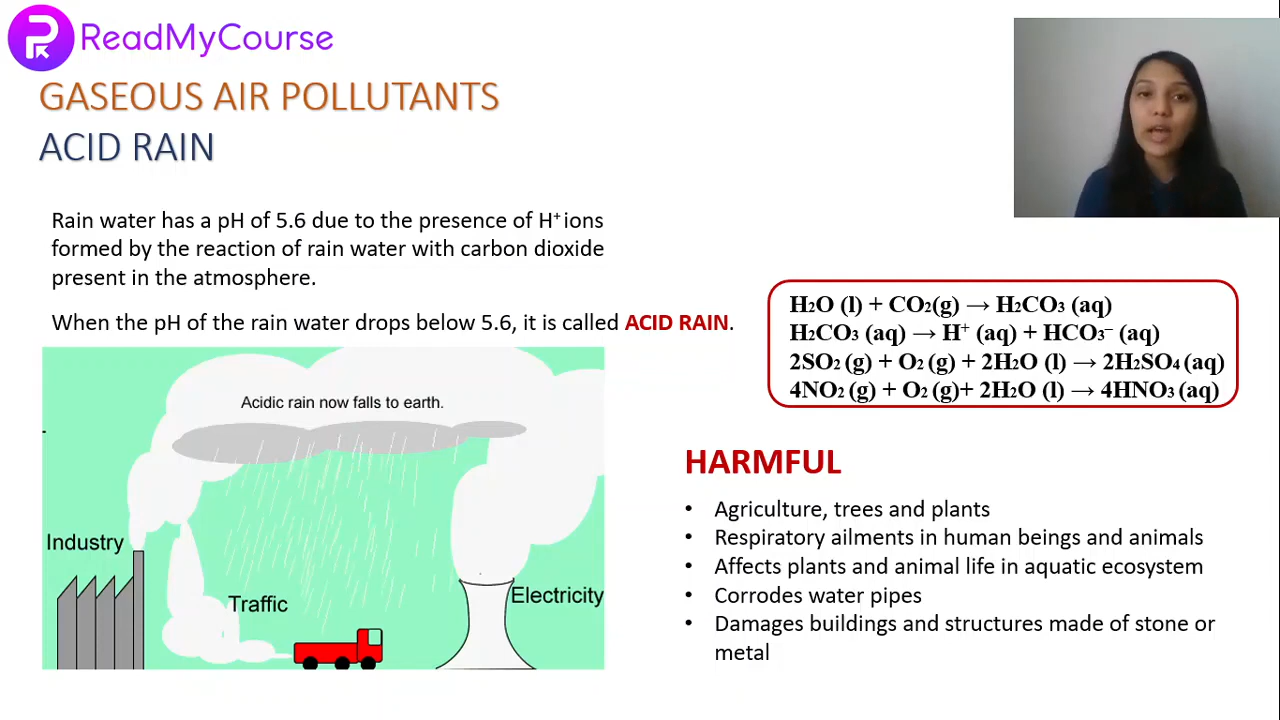 ReadMyCourse
GASEOUS AIR POLLUTANTS
ACID RAIN
Rain water has a pH of 5.6 due to the presence of H⁺ ions
formed by the reaction of rain water with carbon dioxide
present in the atmosphere.
When the pH of the rain water drops below 5.6, it is called ACID RAIN.
H₂O (l) + CO₂(g) → H₂CO₃ (aq)
H₂CO₃ (aq) → H⁺ (aq) + HCO₃⁻ (aq)
2SO₂ (g) + O₂ (g) + 2H₂O (l) → 2H₂SO₄ (aq)
4NO₂ (g) + O₂ (g)+ 2H₂O (l) → 4HNO₃ (aq)
Acidic rain now falls to earth.
Industry
Traffic
Electricity
HARMFUL
• Agriculture, trees and plants
• Respiratory ailments in human beings and animals
• Affects plants and animal life in aquatic ecosystem
• Corrodes water pipes
• Damages buildings and structures made of stone or
metal